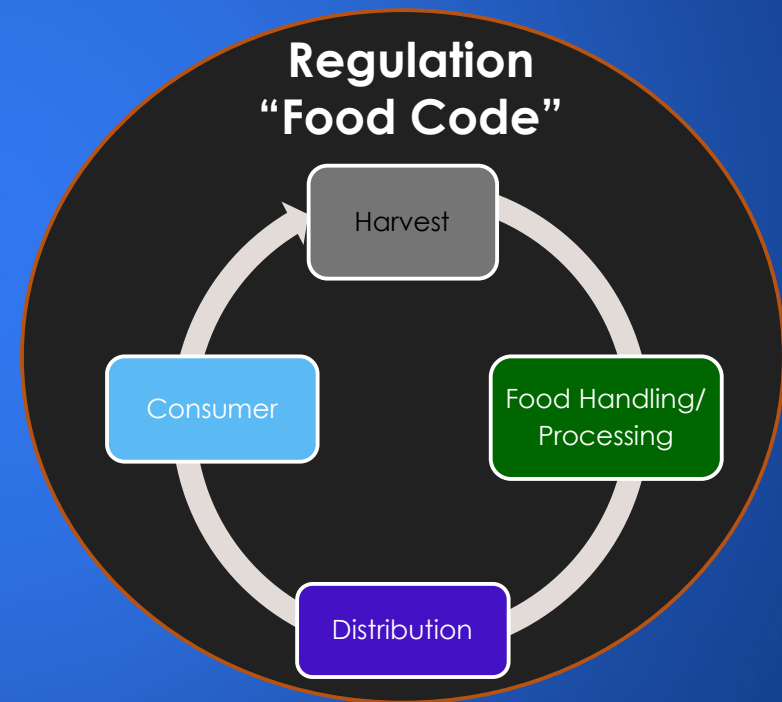 Regulation
“Food Code”
Harvest
Food Handling/
Processing
Distribution
Consumer